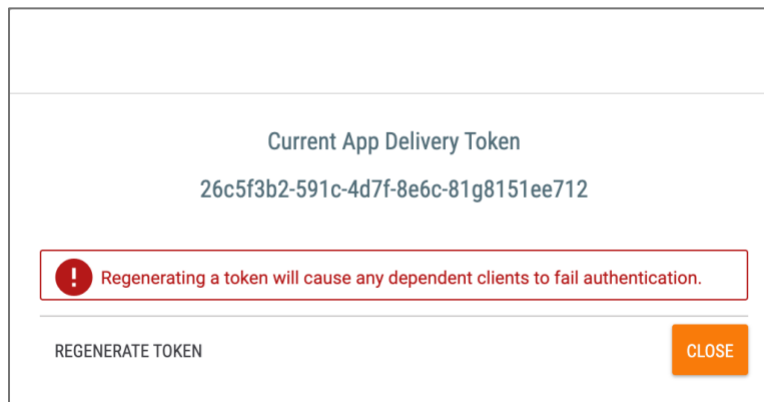 Current App Delivery Token
26c5f3b2-591c-4d7f-8e6c-81g8151ee712
! Regenerating a token will cause any dependent clients to fail authentication.
REGENERATE TOKEN CLOSE